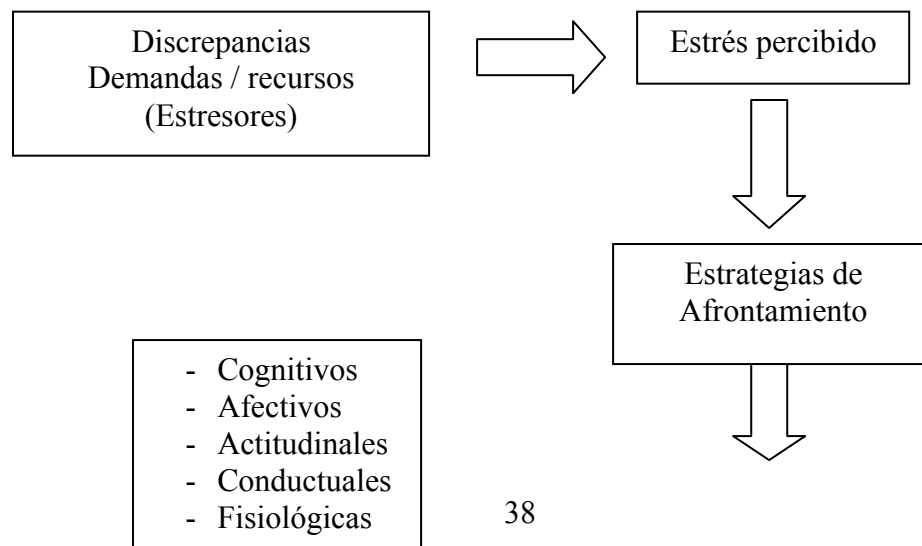 Discrepancias
Demandas / recursos
(Estresores)
Estrés percibido
Estrategias de
Afrontamiento
- Cognitivos
- Afectivos
- Actitudinales
- Conductuales
- Fisiológicas
38